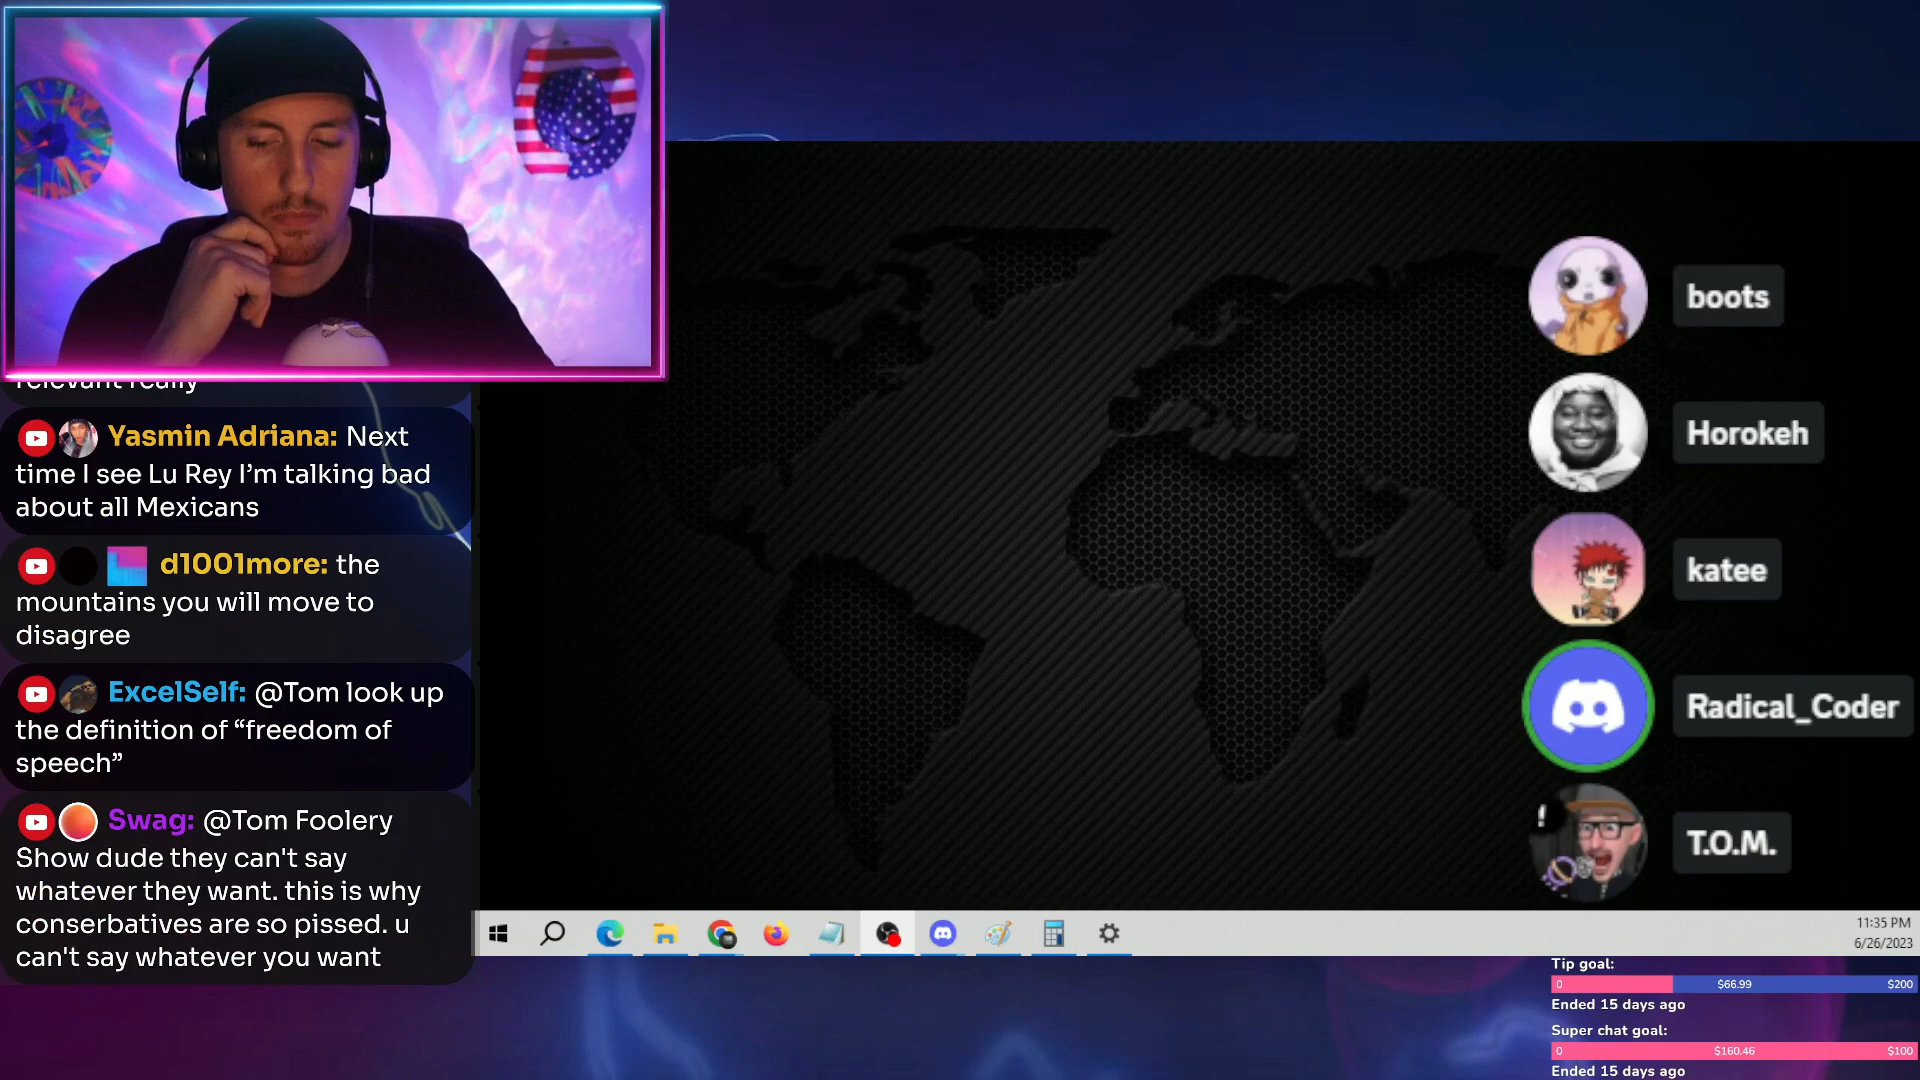 relevant really
Yasmin Adriana: Next
time I see Lu Rey I’m talking bad
about all Mexicans
d1001more: the
mountains you will move to
disagree
ExcelSelf: @Tom look up
the definition of “freedom of
speech”
Swag: @Tom Foolery
Show dude they can't say
whatever they want. this is why
conserbatives are so pissed. u
can't say whatever you want
boots
Horokeh
katee
Radical_Coder
!
T.O.M.
11:35 PM
6/26/2023
Tip goal:
0 $66.99 $200
Ended 15 days ago
Super chat goal:
0 $160.46 $100
Ended 15 days ago